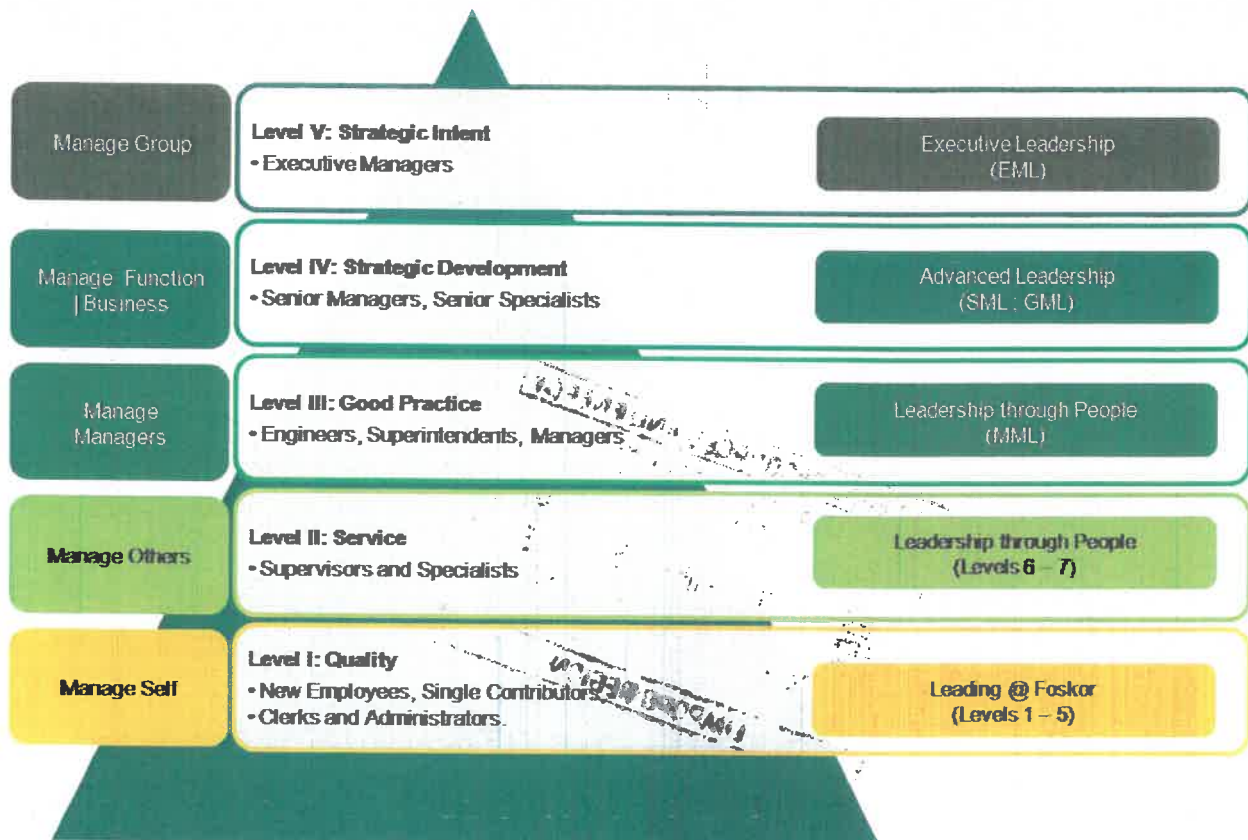 Manage Group
Level V: Strategic Intent
• Executive Managers
Executive Leadership
(EML)
Manage Function
| Business
Level IV: Strategic Development
• Senior Managers, Senior Specialists
Advanced Leadership
(SML ; GML)
Manage
Managers
Level III: Good Practice
• Engineers, Superintendents, Managers
Leadership through People
(MML)
Manage Others
Level II: Service
• Supervisors and Specialists
Leadership through People
(Levels 6 – 7)
Manage Self
Level I: Quality
• New Employees, Single Contributors
• Clerks and Administrators.
Leading @ Foskor
(Levels 1 – 5)